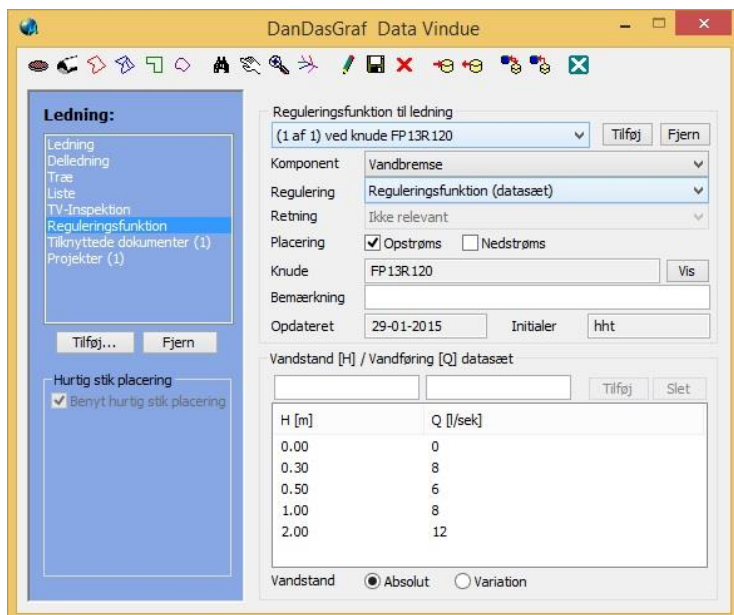 DanDasGraf Data Vindue
Ledning:
Ledning
Delledning
Træ
Liste
TV-Inspektion
Reguleringsfunktion
Tilknyttede dokumenter (1)
Projekter (1)
Tilføj... Fjern
Hurtig stik placering
Benyt hurtig stik placering
Reguleringsfunktion til ledning
(1 af 1) ved knude FP13R120 Tilføj Fjern
Komponent Vandbremse
Regulering Reguleringsfunktion (datasæt)
Retning Ikke relevant
Placering Opstrøms Nedstrøms
Knude FP13R120 Vis
Bemærkning
Opdateret 29-01-2015 Initialer hht
Vandstand [H] / Vandføring [Q] datasæt
Tilføj Slet
H [m] Q [l/sek]
0.00 0
0.30 8
0.50 6
1.00 8
2.00 12
Vandstand Absolut Variation